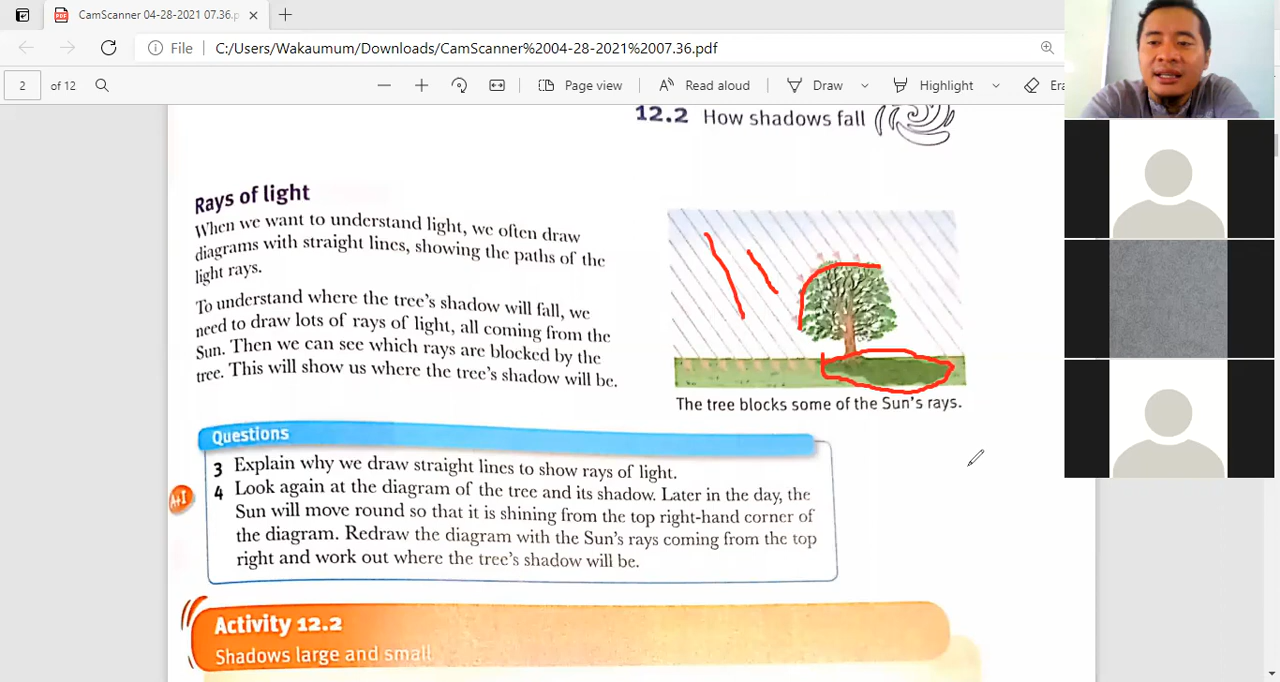 CamScanner 04-28-2021 07.36.p
File
C:/Users/Wakaumum/Downloads/CamScanner%2004-28-2021%2007.36.pdf
2
of 12
Page view
Read aloud
Draw
Highlight
Era
12.2 How shadows fall
Rays of light
When we want to understand light, we often draw
diagrams with straight lines, showing the paths of the
light rays.
To understand where the tree's shadow will fall, we
need to draw lots of rays of light, all coming from the
Sun. Then we can see which rays are blocked by the
tree. This will show us where the tree's shadow will be.
The tree blocks some of the Sun's rays.
Questions
3 Explain why we draw straight lines to show rays of light.
A+I
4 Look again at the diagram of the tree and its shadow. Later in the day, the
Sun will move round so that it is shining from the top right-hand corner of
the diagram. Redraw the diagram with the Sun's rays coming from the top
right and work out where the tree's shadow will be.
Activity 12.2
Shadows large and small